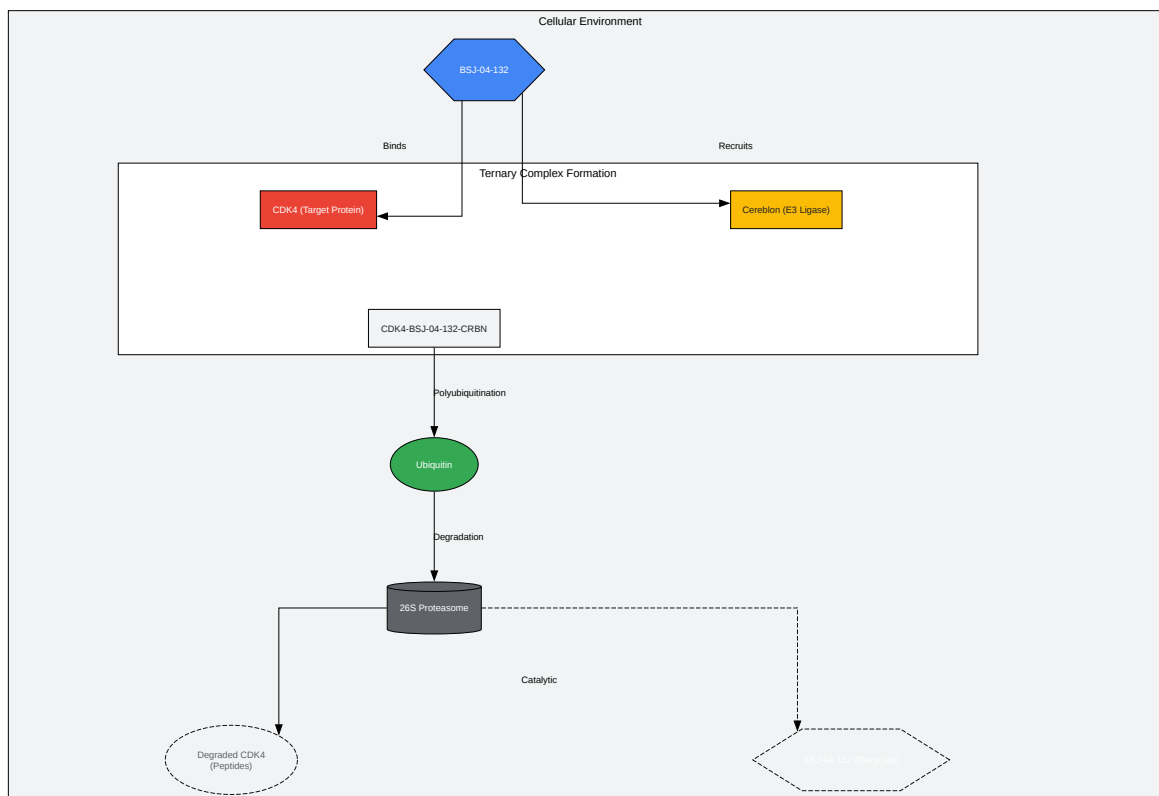 Cellular Environment
BSJ-04-132
Binds
Recruits
Ternary Complex Formation
CDK4 (Target Protein)
Cereblon (E3 Ligase)
CDK4-BSJ-04-132-CRBN
Polyubiquitination
Ubiquitin
Degradation
26S Proteasome
Catalytic
Degraded CDK4
(Peptides)